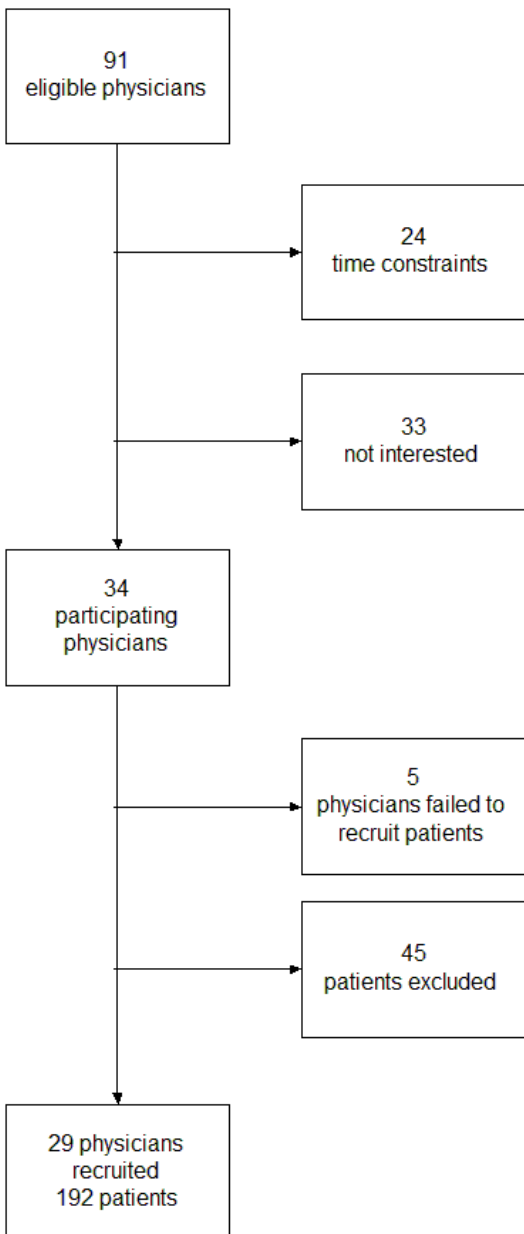 91
eligible physicians
24
time constraints
33
not interested
34
participating
physicians
5
physicians failed to
recruit patients
45
patients excluded
29 physicians
recruited
192 patients